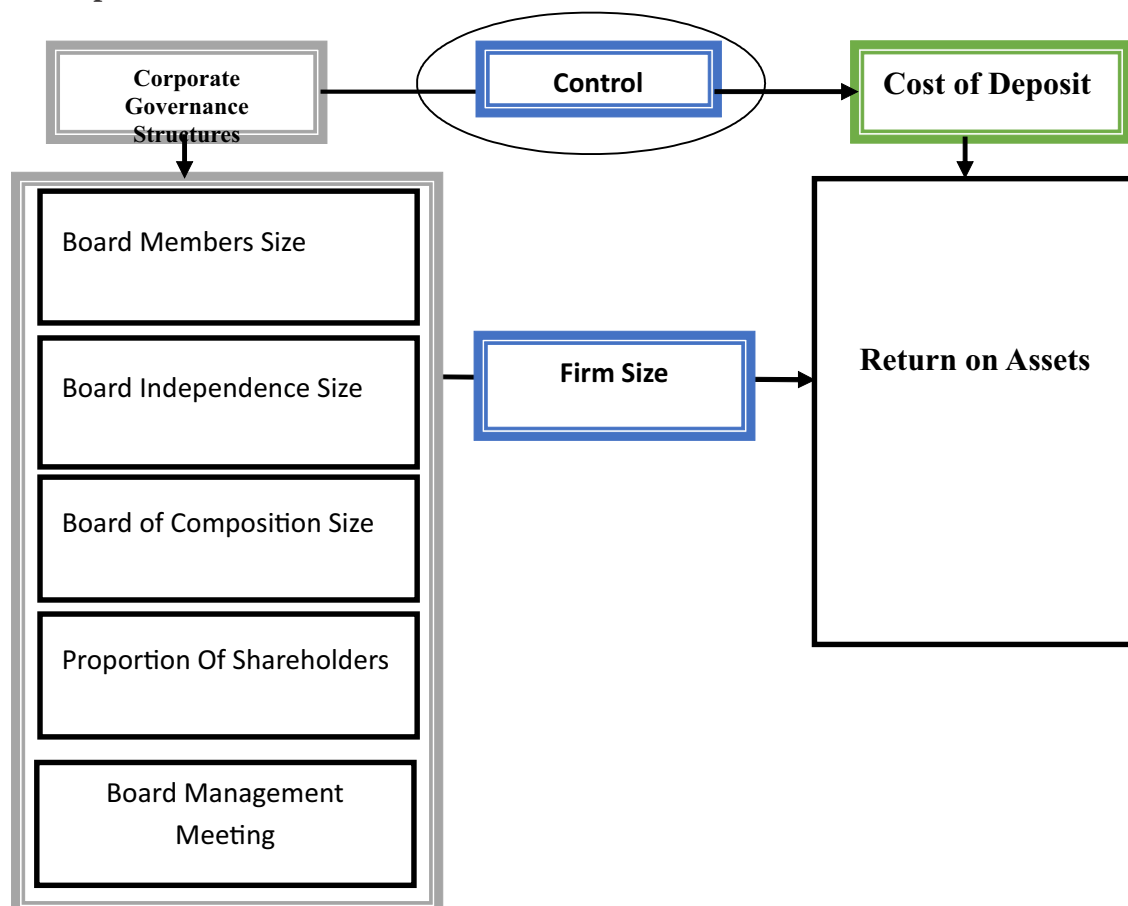 Corporate
Governance
Structures
Control
Cost of Deposit
Board Members Size
Board Independence Size
Firm Size
Return on Assets
Board of Composition Size
Proportion Of Shareholders
Board Management
Meeting